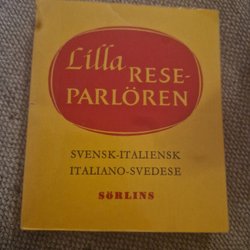 Lilla
RESE-
PARLÖREN
SVENSK-ITALIENSK
ITALIANO-SVEDESE
SÖRLINS